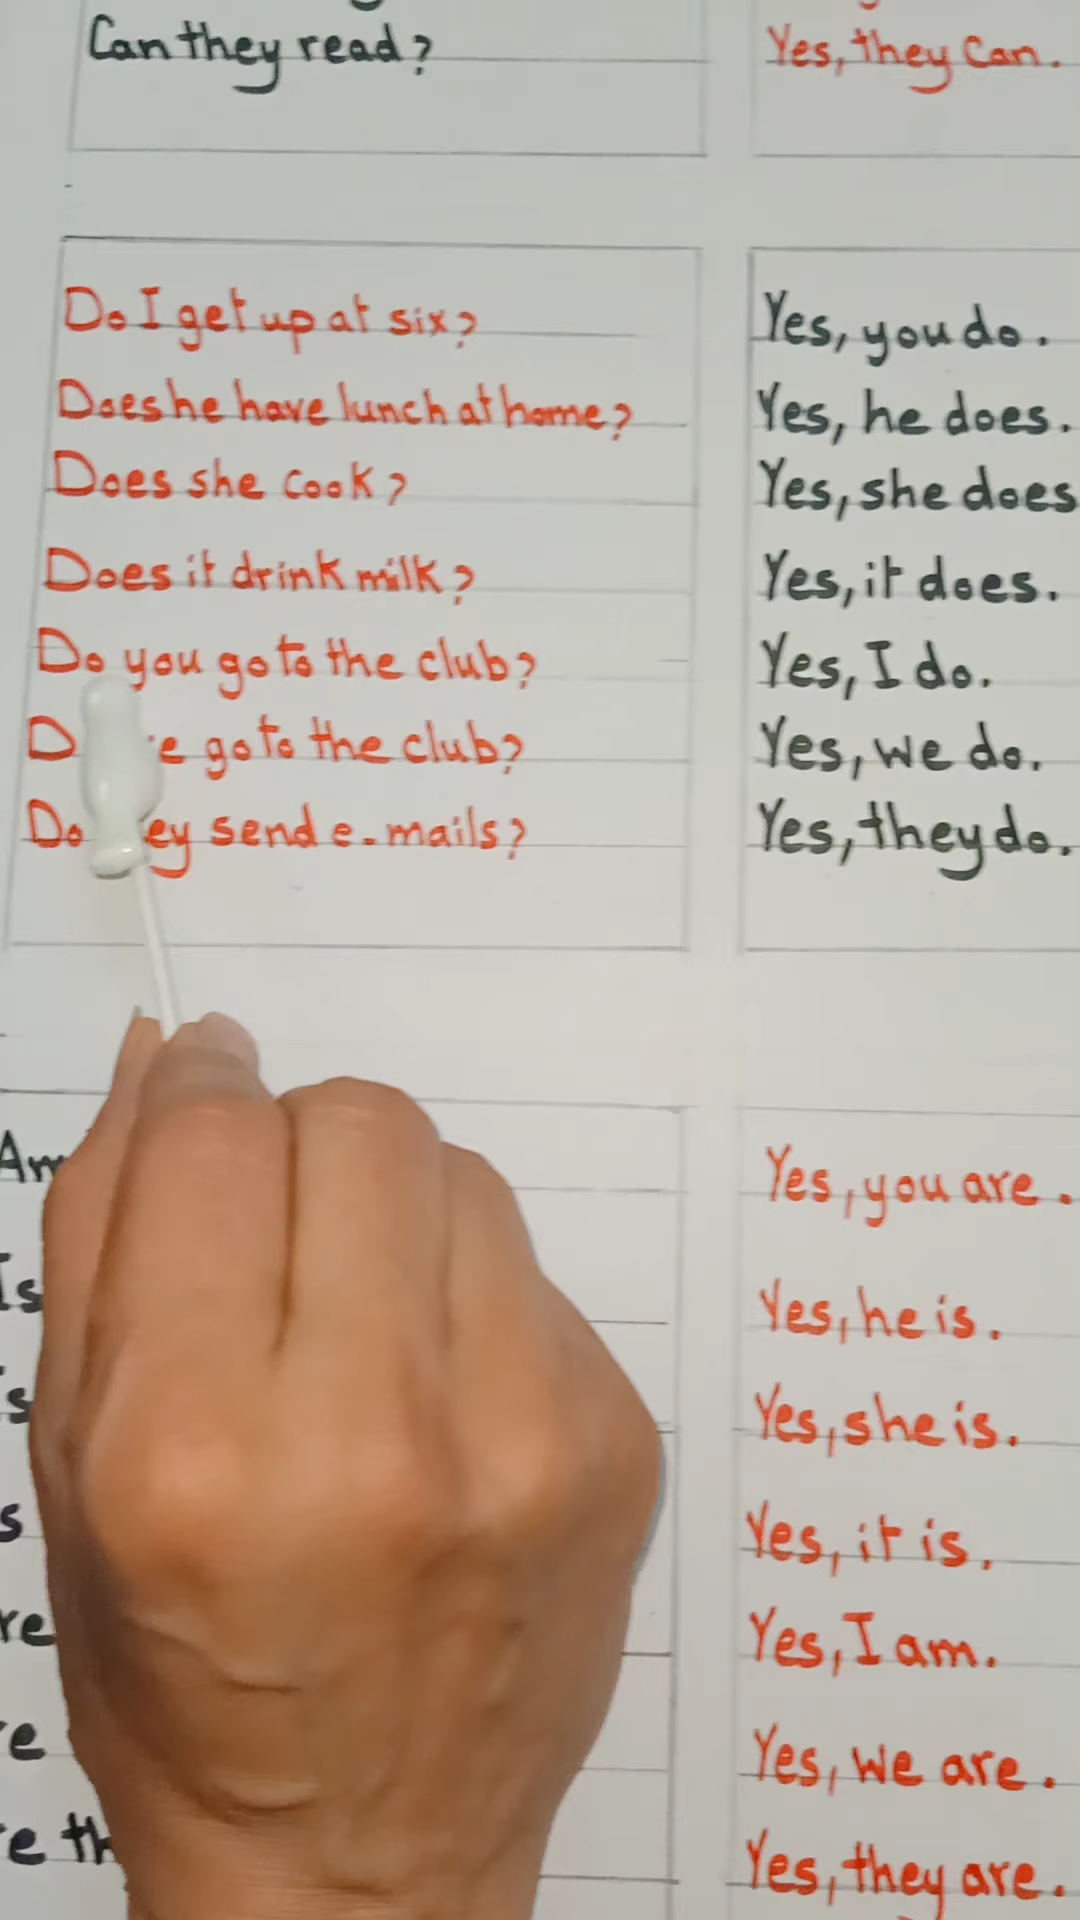 Can they read?
Yes, they can.
Do I get up at six?
Yes, you do.
Does he have lunch at home?
Yes, he does.
Does she cook?
Yes, she does
Does it drink milk?
Yes, it does.
Do you go to the club?
Yes, I do.
go to the club?
Yes, we do.
Do send e-mails?
Yes, they do.
Yes, you are.
Is
Yes, he is.
Yes, she is.
Yes, it is.
Yes, I am.
Yes, we are.
Yes, they are.